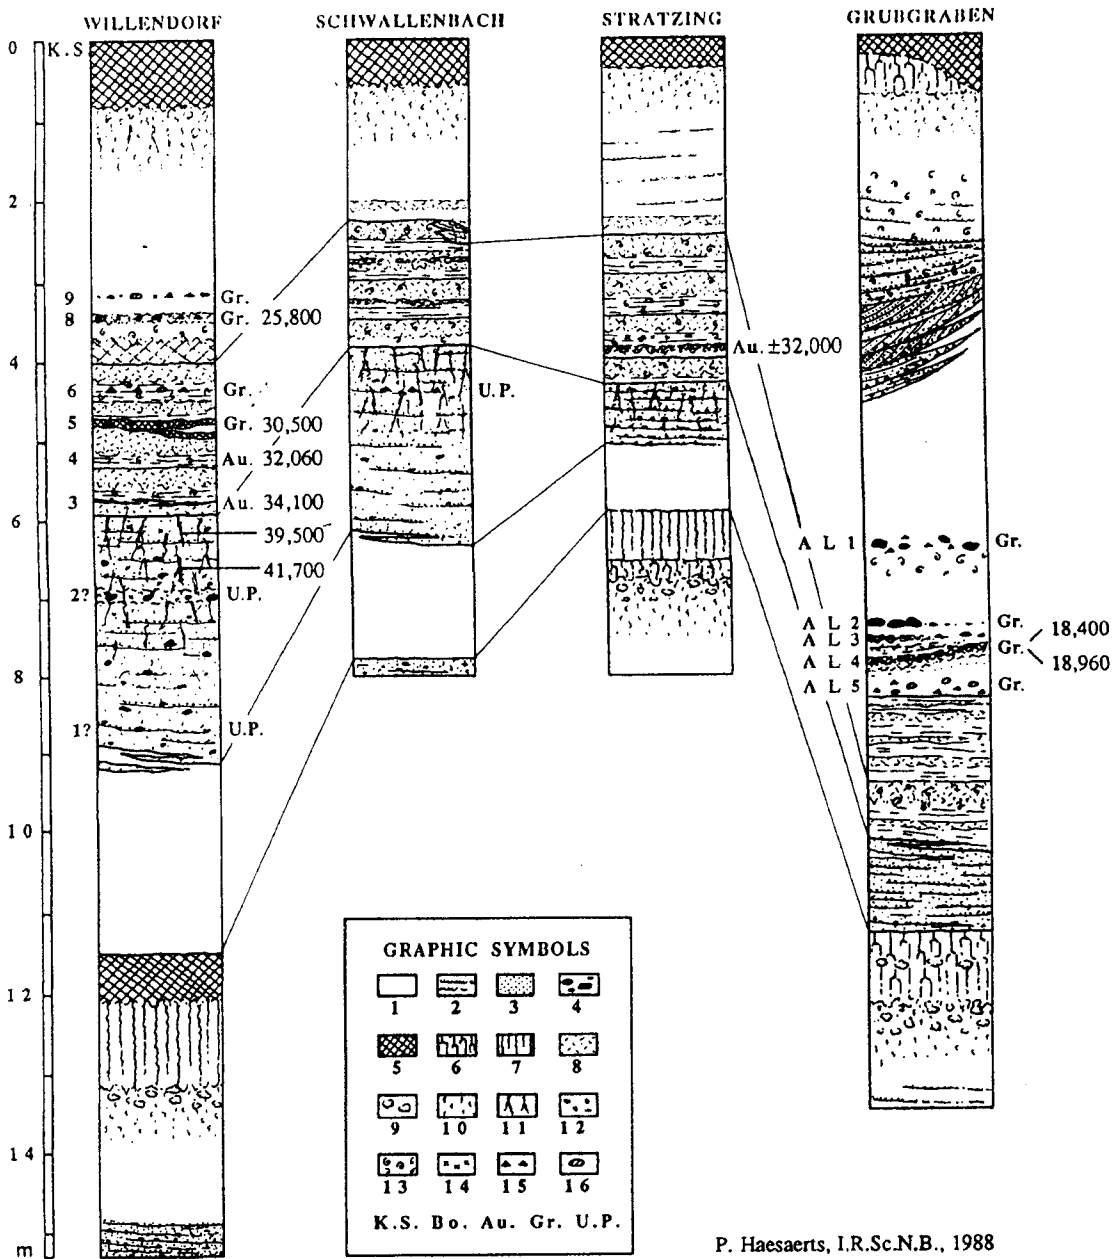 WILLENDORF SCHWALLENBACH STRATZING GRUBGRABEN
0 K.S.
2
9 Gr.
8 Gr. 25,800
Au. ±32,000
4
6 Gr.
U.P.
5 Gr. 30,500
4 Au. 32,060
3 Au. 34,100
6
39,500
A L 1 Gr.
41,700
2? U.P.
A L 2 Gr.
18,400
A L 3
Gr.
A L 4
18,960
8
A L 5 Gr.
1? U.P.
10
GRAPHIC SYMBOLS
1 2 3 4
12
5 6 7 8
9 10 11 12
14
13 14 15 16
K.S. Bo. Au. Gr. U.P.
m
P. Haesaerts, I.R.Sc.N.B., 1988